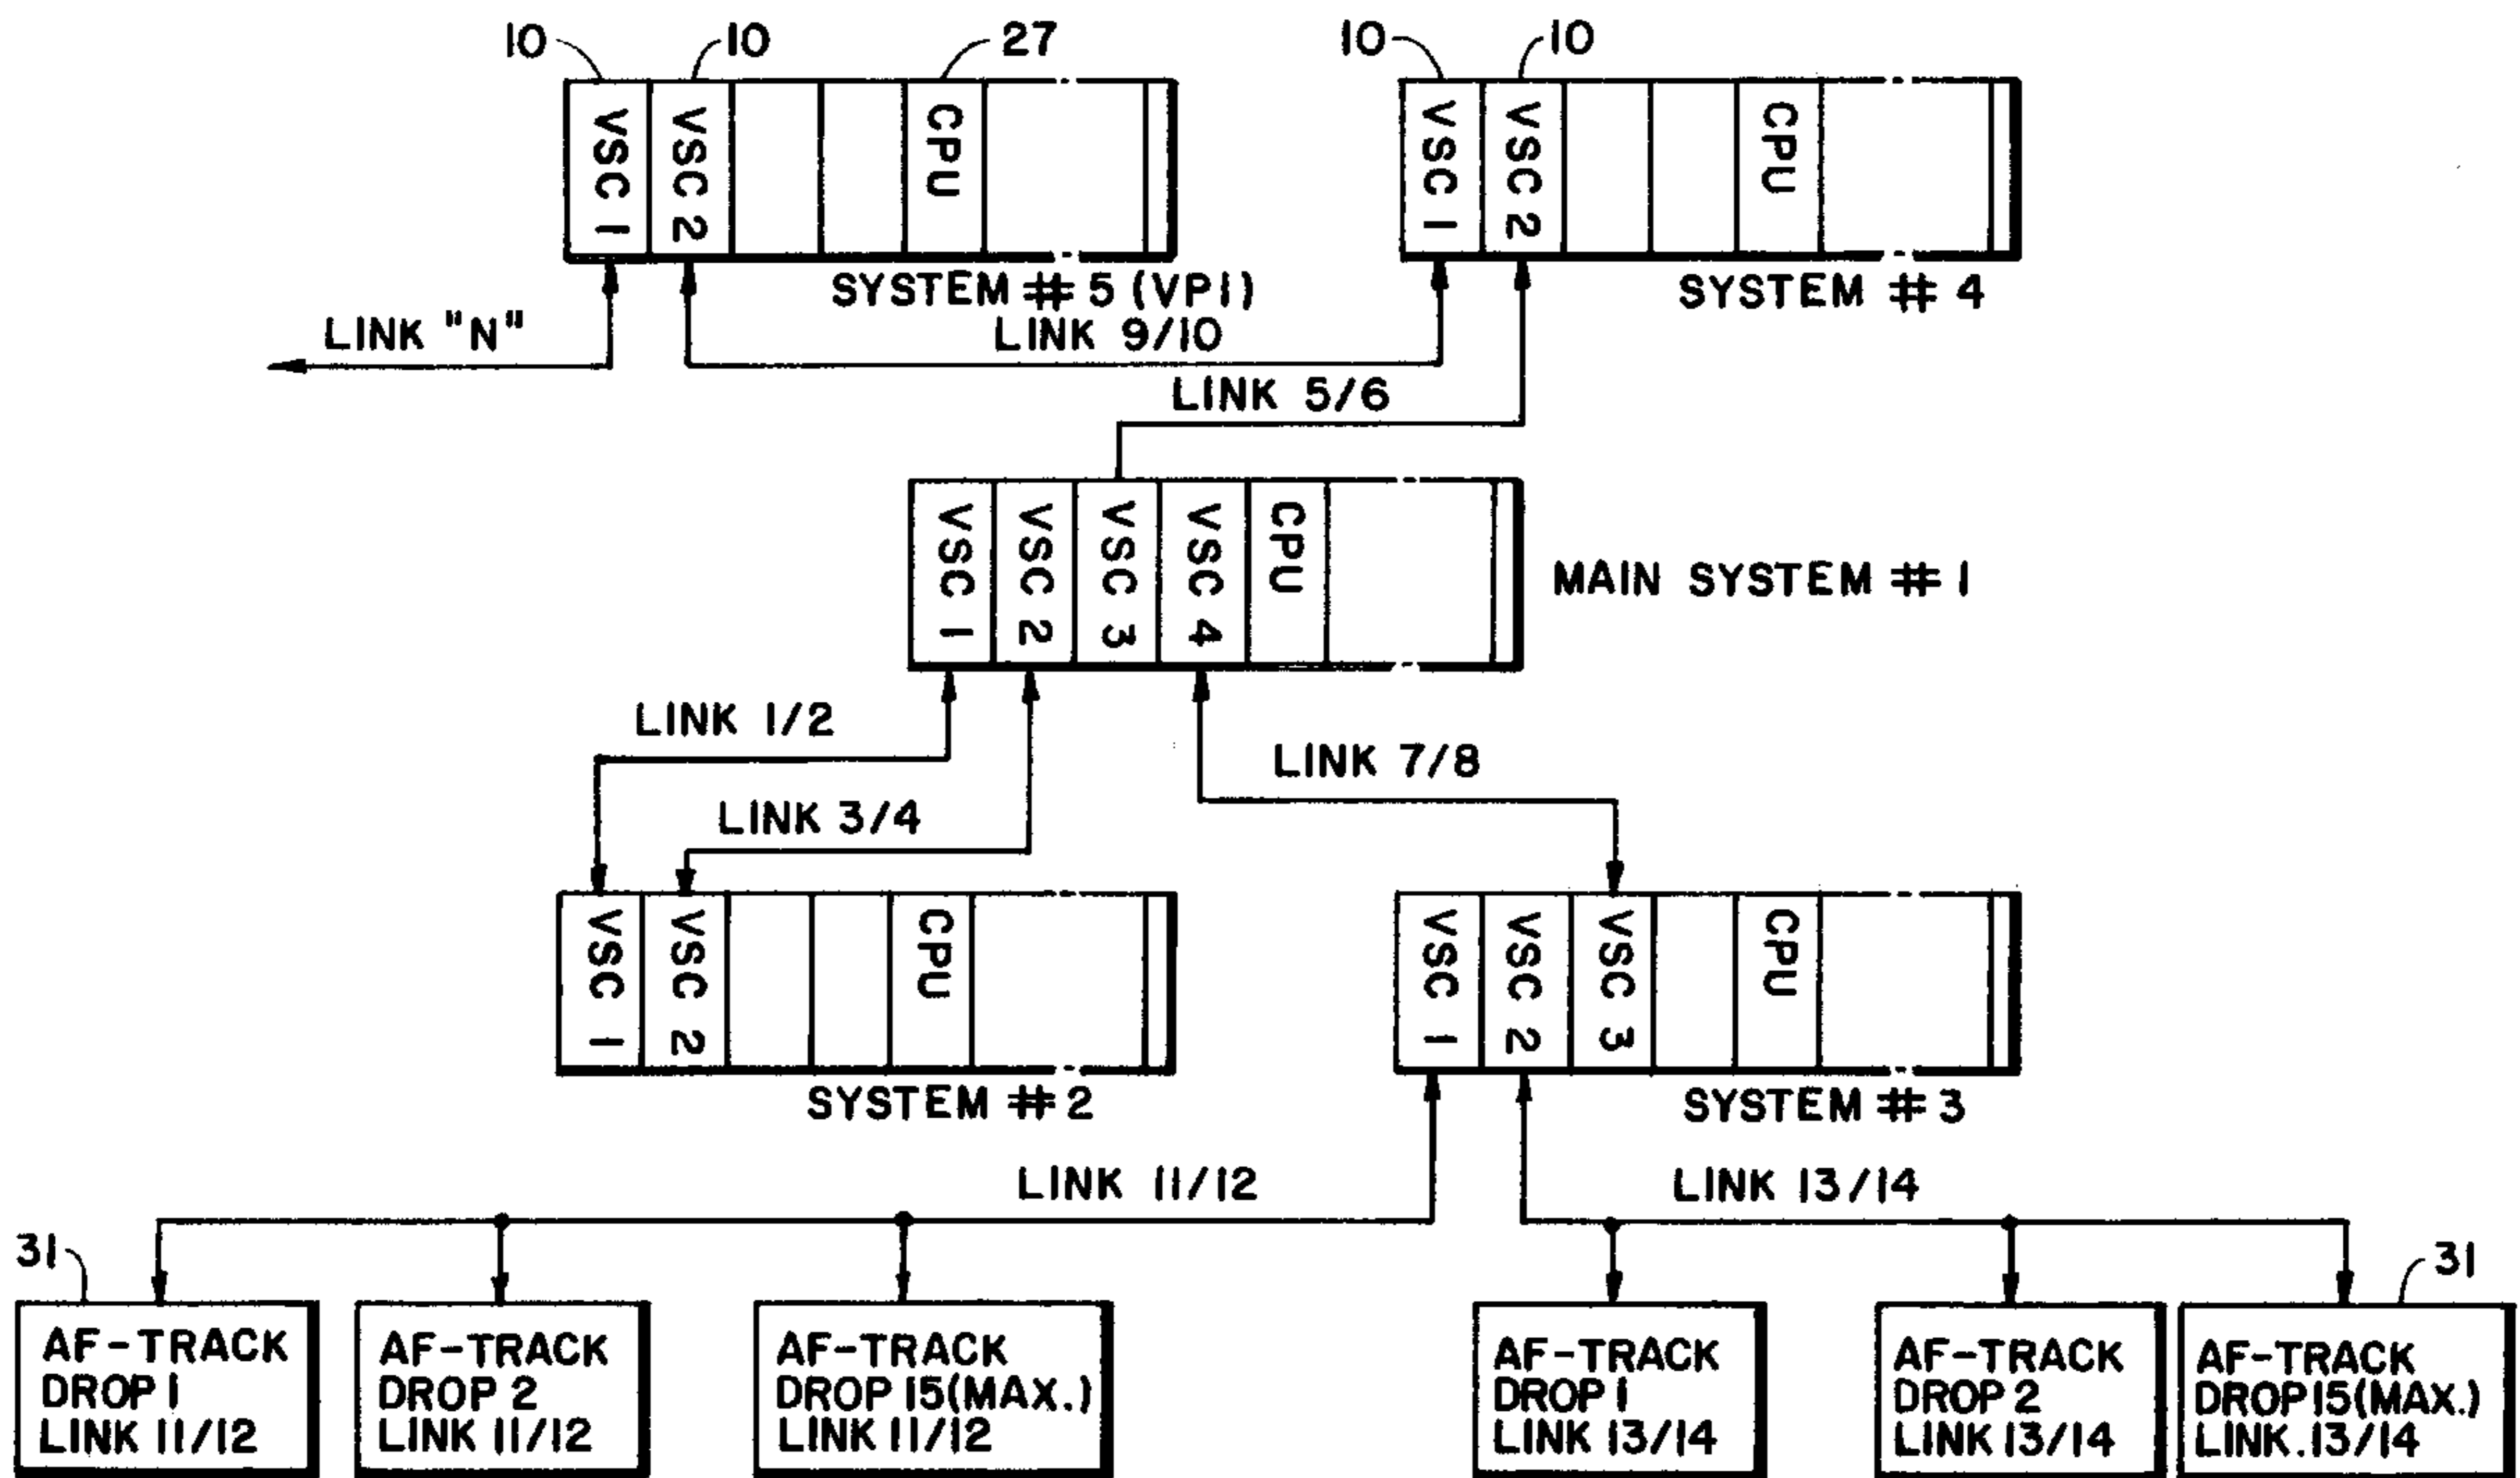 10
10
27
10
10
VSC 1
VSC 2
CPU
VSC 1
VSC 2
CPU
SYSTEM # 5 (VPI)
SYSTEM # 4
LINK "N"
LINK 9/10
LINK 5/6
VSC 1
VSC 2
VSC 3
VSC 4
CPU
MAIN SYSTEM # 1
LINK 1/2
LINK 7/8
LINK 3/4
VSC 1
VSC 2
CPU
VSC 1
VSC 2
VSC 3
CPU
SYSTEM # 2
SYSTEM # 3
LINK 11/12
LINK 13/14
31
31
AF-TRACK
DROP 1
LINK 11/12
AF-TRACK
DROP 2
LINK 11/12
AF-TRACK
DROP 15(MAX.)
LINK 11/12
AF-TRACK
DROP 1
LINK 13/14
AF-TRACK
DROP 2
LINK 13/14
AF-TRACK
DROP 15(MAX.)
LINK.13/14